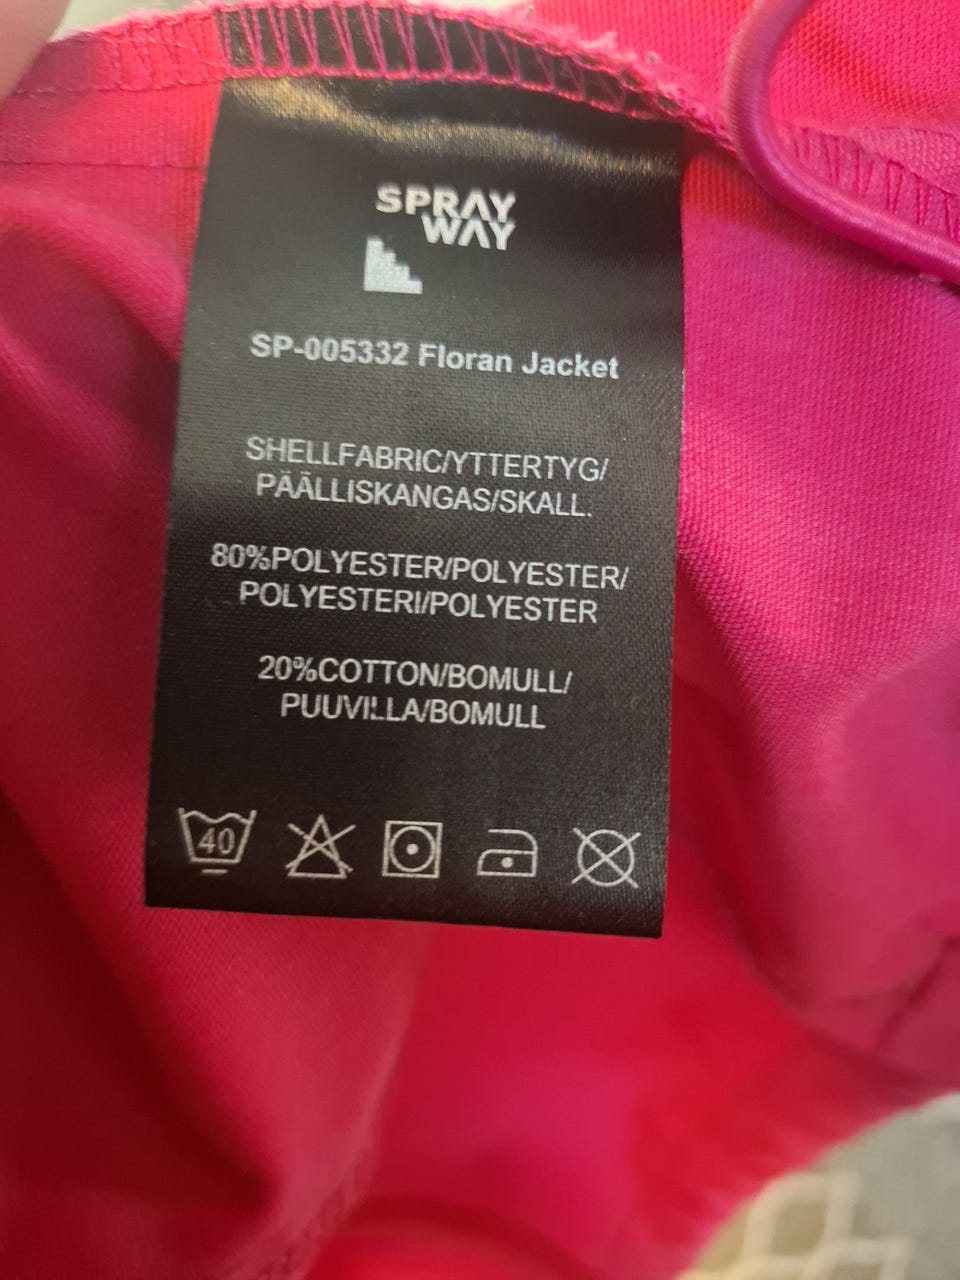 SPRAY
WAY
SP-005332 Floran Jacket
SHELLFABRIC/YTTERTYG/
PÄÄLLISKANGAS/SKALL.
80%POLYESTER/POLYESTER/
POLYESTERI/POLYESTER
20%COTTON/BOMULL/
PUUVILLA/BOMULL
40